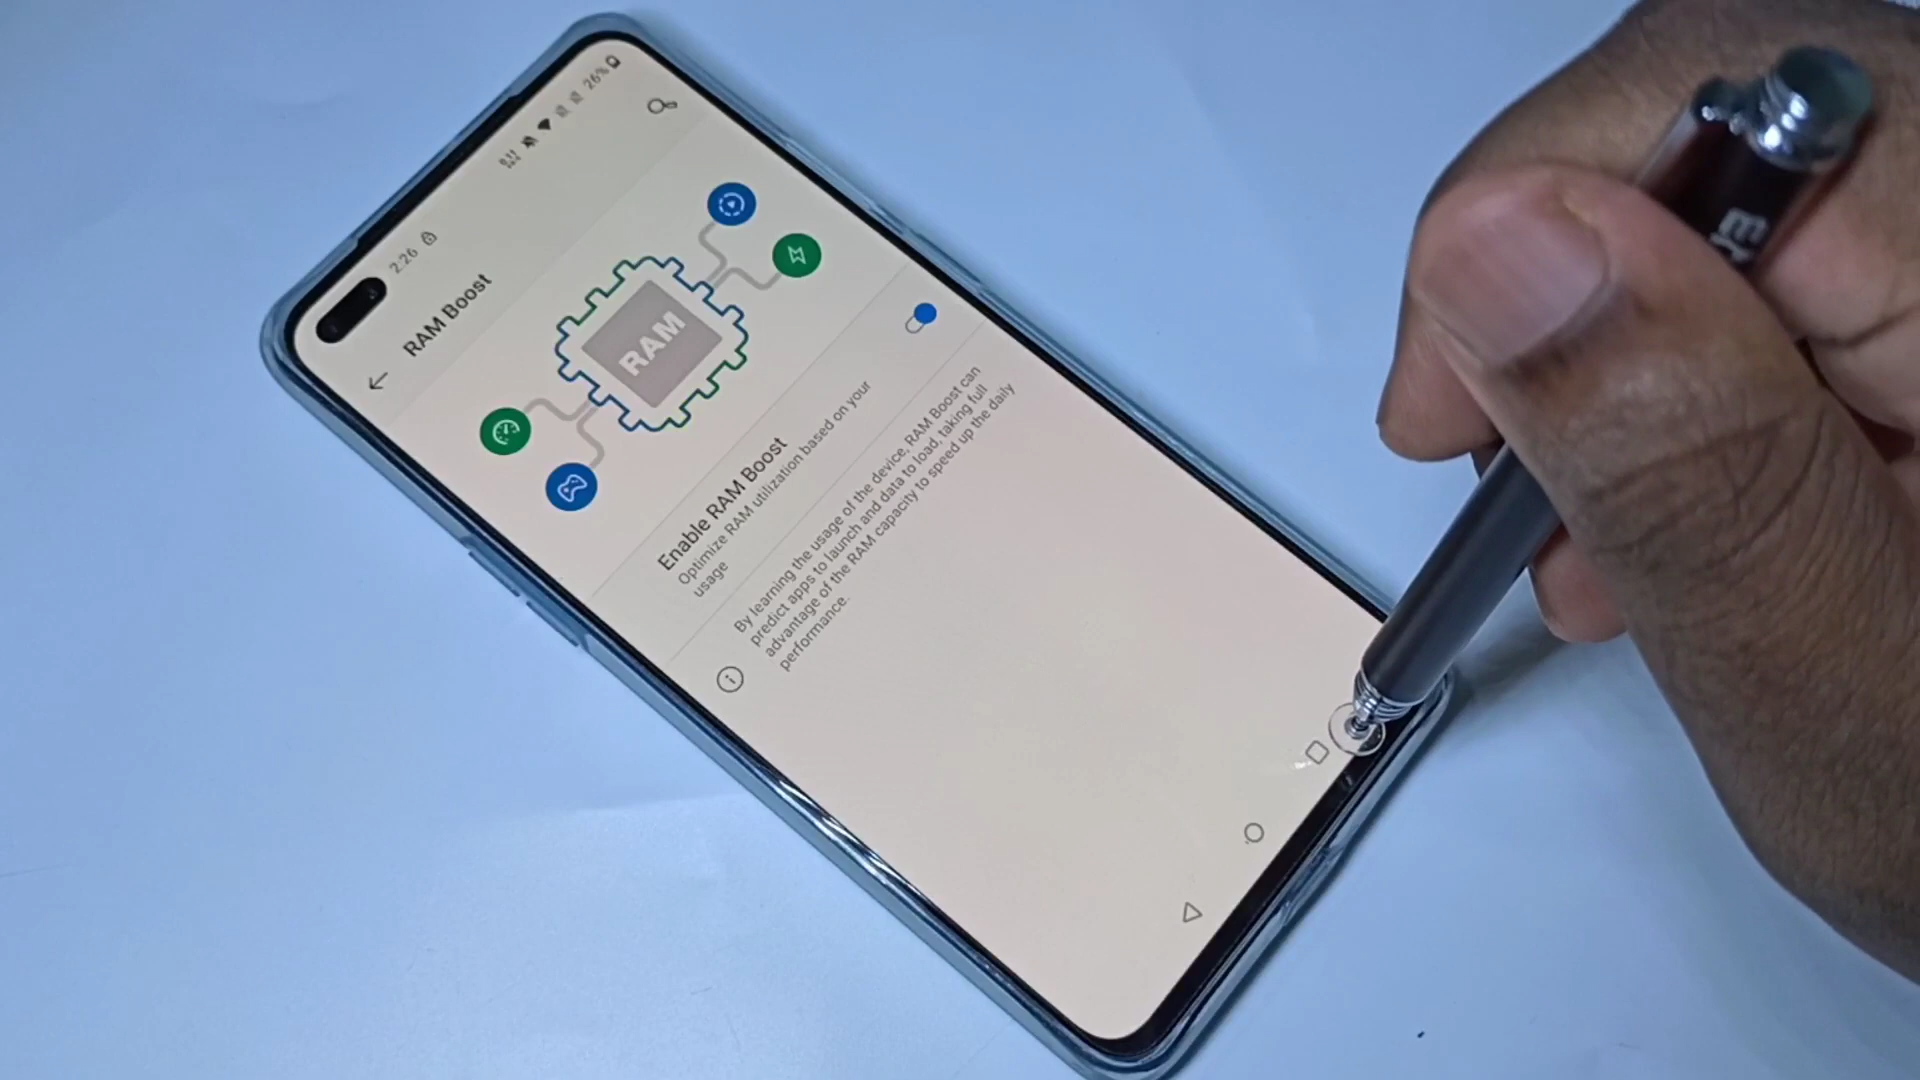 2:26
26%
RAM Boost
RAM
Enable RAM Boost
Optimize RAM utilization based on your
usage
By learning the usage of the device, RAM Boost can
predict apps to launch and data to load, taking full
advantage of the RAM capacity to speed up the daily
performance.